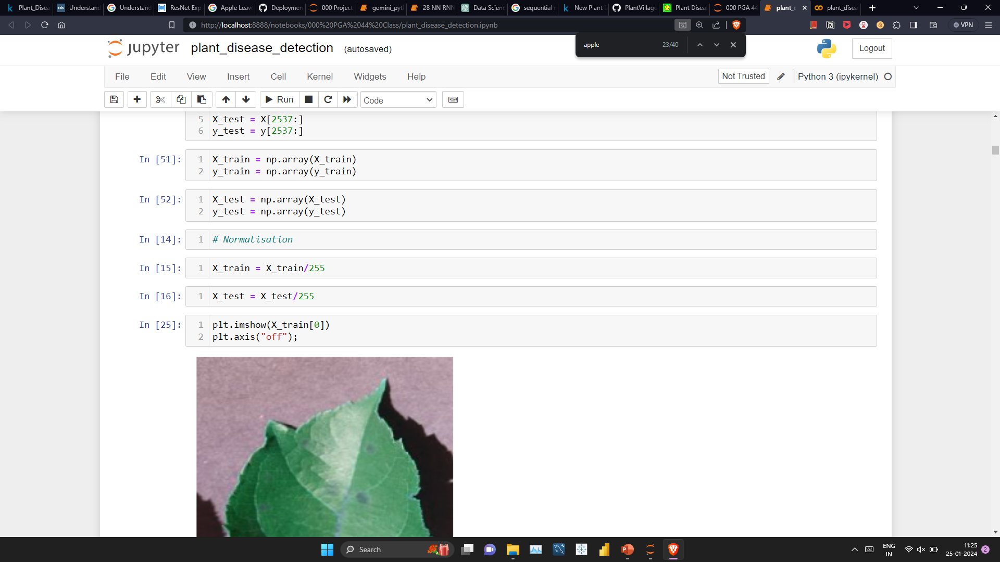 Plant_Disea
Understand
Understand
ResNet Exp
Apple Leav
Deploymen
000 Project
gemini_pyt
28 NN RNN
Data Scienc
sequential
New Plant
PlantVillage
Plant Disea
000 PGA 44
plant_
plant_disea
http://localhost:8888/notebooks/000%20PGA%2044%20Class/plant_disease_detection.ipynb
VPN
apple 23/40
jupyter plant_disease_detection (autosaved)
Logout
File Edit View Insert Cell Kernel Widgets Help
Not Trusted
Python 3 (ipykernel)
Run
Code
5 X_test = X[2537:]
6 y_test = y[2537:]
In [51]: 1 X_train = np.array(X_train)
2 y_train = np.array(y_train)
In [52]: 1 X_test = np.array(X_test)
2 y_test = np.array(y_test)
In [14]: 1 # Normalisation
In [15]: 1 X_train = X_train/255
In [16]: 1 X_test = X_test/255
In [25]: 1 plt.imshow(X_train[0])
2 plt.axis("off");
Search
ENG
IN
11:25
25-01-2024
2